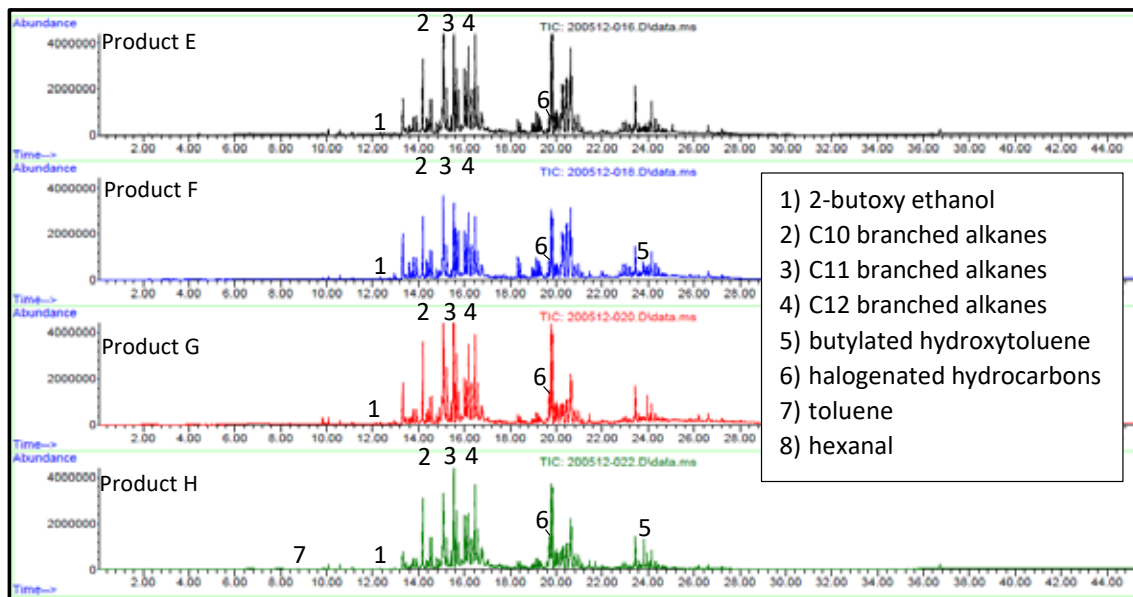 Abundance
2 3 4
TIC: 200512-016.D\data.ms
Product E
4000000
2000000
1
6
0
2.00 4.00 6.00 8.00 10.00 12.00 14.00 16.00 18.00 20.00 22.00 24.00 26.00 28.00 30.00 32.00 34.00 36.00 38.00 40.00 42.00 44.00
Time-->
Abundance
2 3 4
TIC: 200512-018.D\data.ms
Product F
4000000
2000000
1
6
5
0
2.00 4.00 6.00 8.00 10.00 12.00 14.00 16.00 18.00 20.00 22.00 24.00 26.00 28.00
Time-->
Abundance
2 3 4
TIC: 200512-020.D\data.ms
Product G
4000000
2000000
1
6
0
2.00 4.00 6.00 8.00 10.00 12.00 14.00 16.00 18.00 20.00 22.00 24.00 26.00 28.00
Time-->
Abundance
2 3 4
TIC: 200512-022.D\data.ms
Product H
4000000
2000000
7
1
6
5
0
2.00 4.00 6.00 8.00 10.00 12.00 14.00 16.00 18.00 20.00 22.00 24.00 26.00 28.00 30.00 32.00 34.00 36.00 38.00 40.00 42.00 44.00
Time-->
1) 2-butoxy ethanol
2) C10 branched alkanes
3) C11 branched alkanes
4) C12 branched alkanes
5) butylated hydroxytoluene
6) halogenated hydrocarbons
7) toluene
8) hexanal